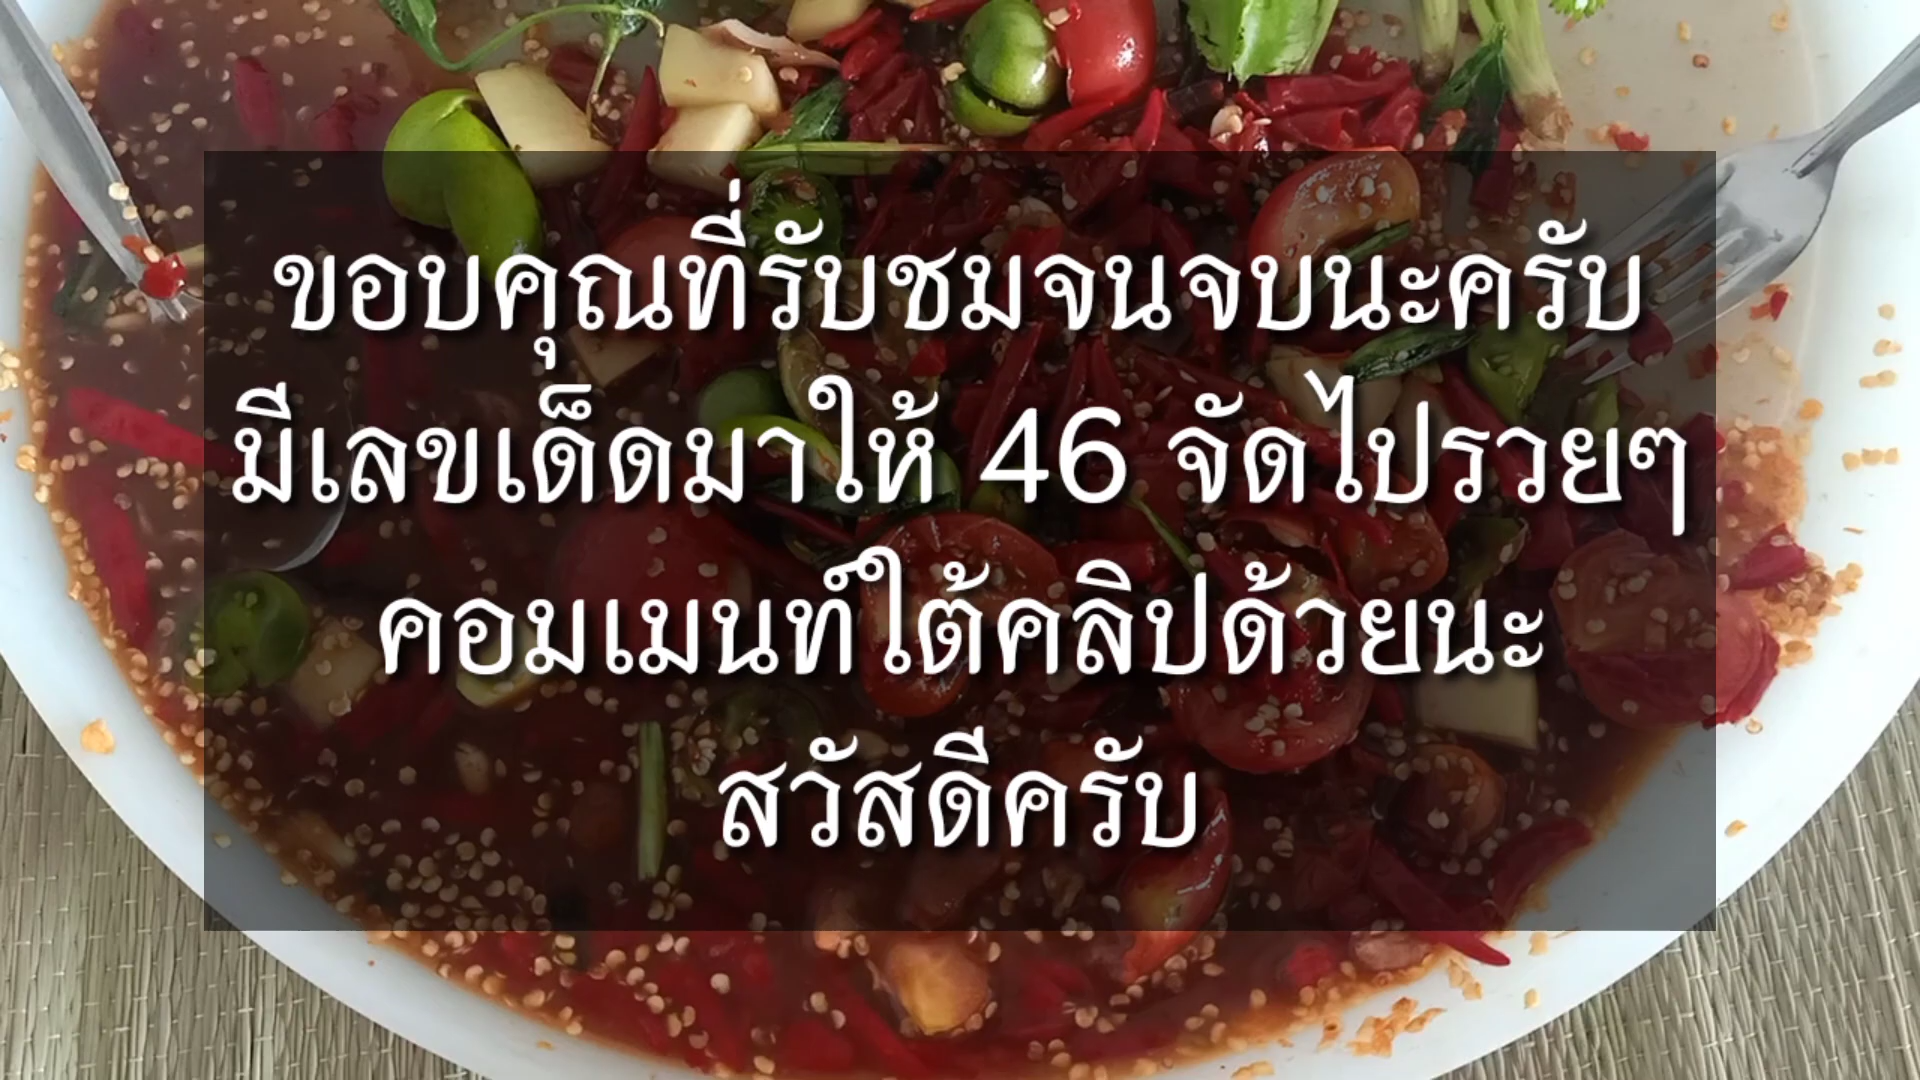 ขอบคุณที่รับชมจนจบนะครับ
มีเลขเด็ดมาให้ 46 จัดไปรวยๆ
คอมเมนท์ใต้คลิปด้วยนะ
สวัสดีครับ